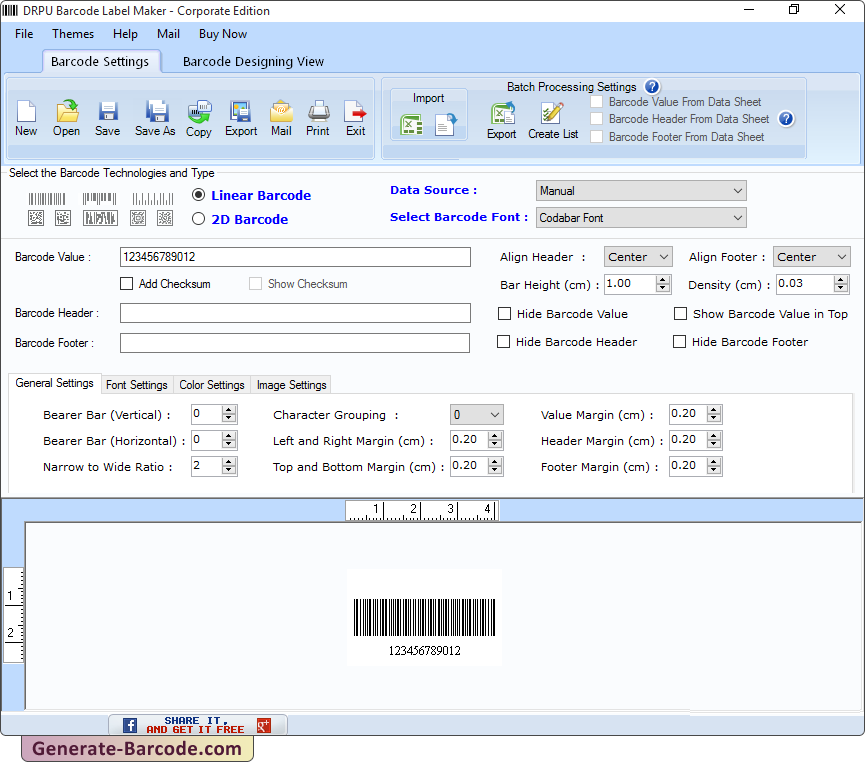 DRPU Barcode Label Maker - Corporate Edition
File Themes Help Mail Buy Now
Barcode Settings Barcode Designing View
New Open Save Save As Copy Export Mail Print Exit
Import
Batch Processing Settings ?
Export Create List
Barcode Value From Data Sheet
Barcode Header From Data Sheet ?
Barcode Footer From Data Sheet
Select the Barcode Technologies and Type
Linear Barcode
2D Barcode
Data Source : Manual
Select Barcode Font : Codabar Font
Barcode Value : 123456789012
Add Checksum Show Checksum
Barcode Header :
Barcode Footer :
Align Header : Center Align Footer : Center
Bar Height (cm) : 1.00 Density (cm) : 0.03
Hide Barcode Value Show Barcode Value in Top
Hide Barcode Header Hide Barcode Footer
General Settings Font Settings Color Settings Image Settings
Bearer Bar (Vertical) : 0 Character Grouping : 0 Value Margin (cm) : 0.20
Bearer Bar (Horizontal) : 0 Left and Right Margin (cm) : 0.20 Header Margin (cm) : 0.20
Narrow to Wide Ratio : 2 Top and Bottom Margin (cm) : 0.20 Footer Margin (cm) : 0.20
1 2 3 4
1
2
123456789012
f SHARE IT, g+
AND GET IT FREE
Generate-Barcode.com